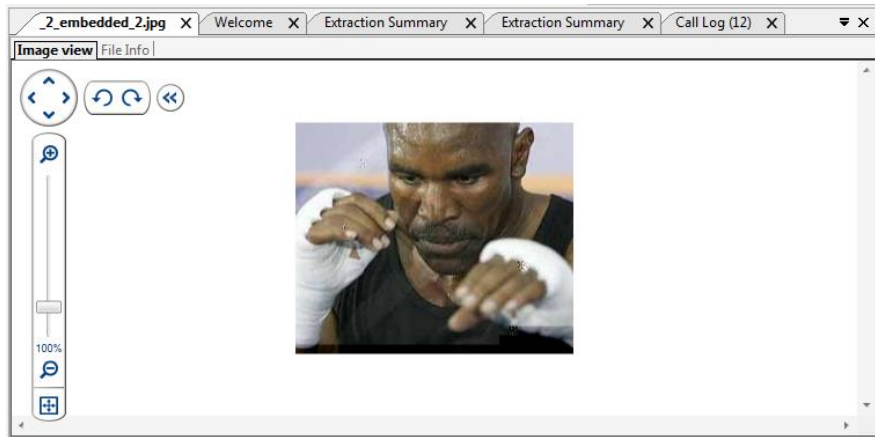 _2_embedded_2.jpg X Welcome X Extraction Summary X Extraction Summary X Call Log (12) X X
Image view File Info
100%